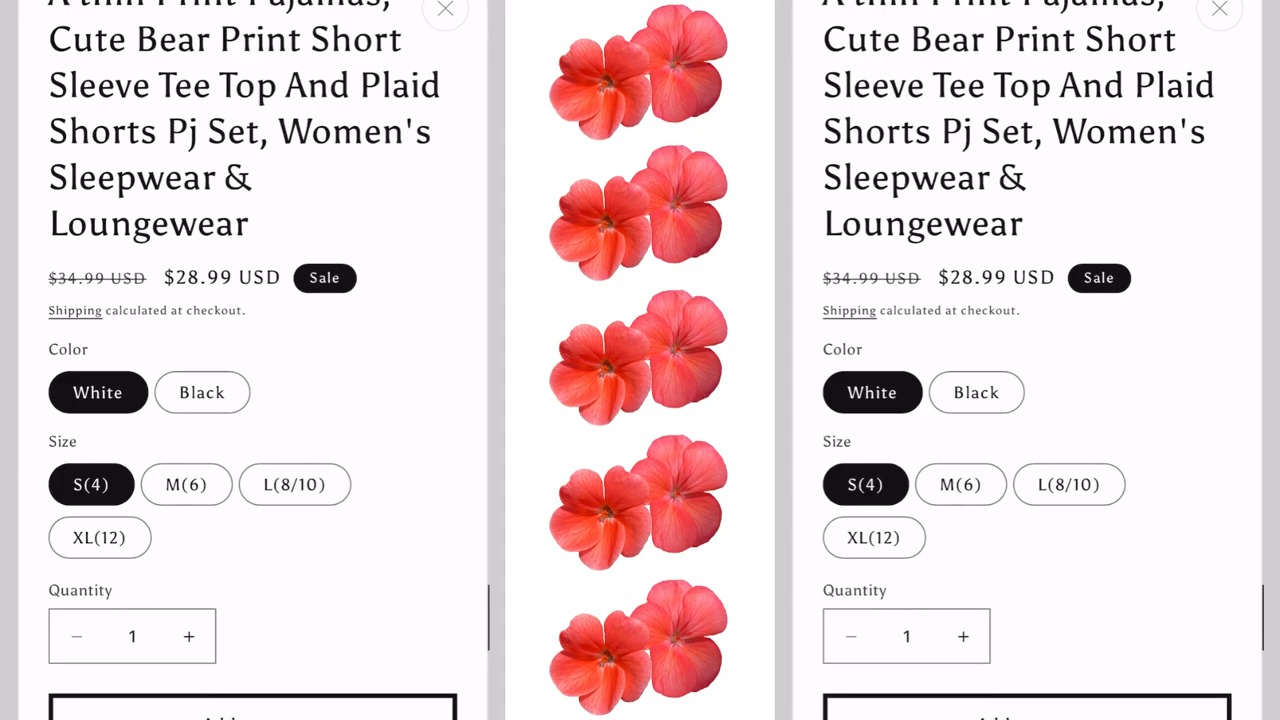 Cute Bear Print Short
Sleeve Tee Top And Plaid
Shorts Pj Set, Women's
Sleepwear &
Loungewear
$34.99 USD $28.99 USD Sale
Shipping calculated at checkout.
Color
White Black
Size
S(4) M(6) L(8/10)
XL(12)
Quantity
− 1 +
Cute Bear Print Short
Sleeve Tee Top And Plaid
Shorts Pj Set, Women's
Sleepwear &
Loungewear
$34.99 USD $28.99 USD Sale
Shipping calculated at checkout.
Color
White Black
Size
S(4) M(6) L(8/10)
XL(12)
Quantity
− 1 +